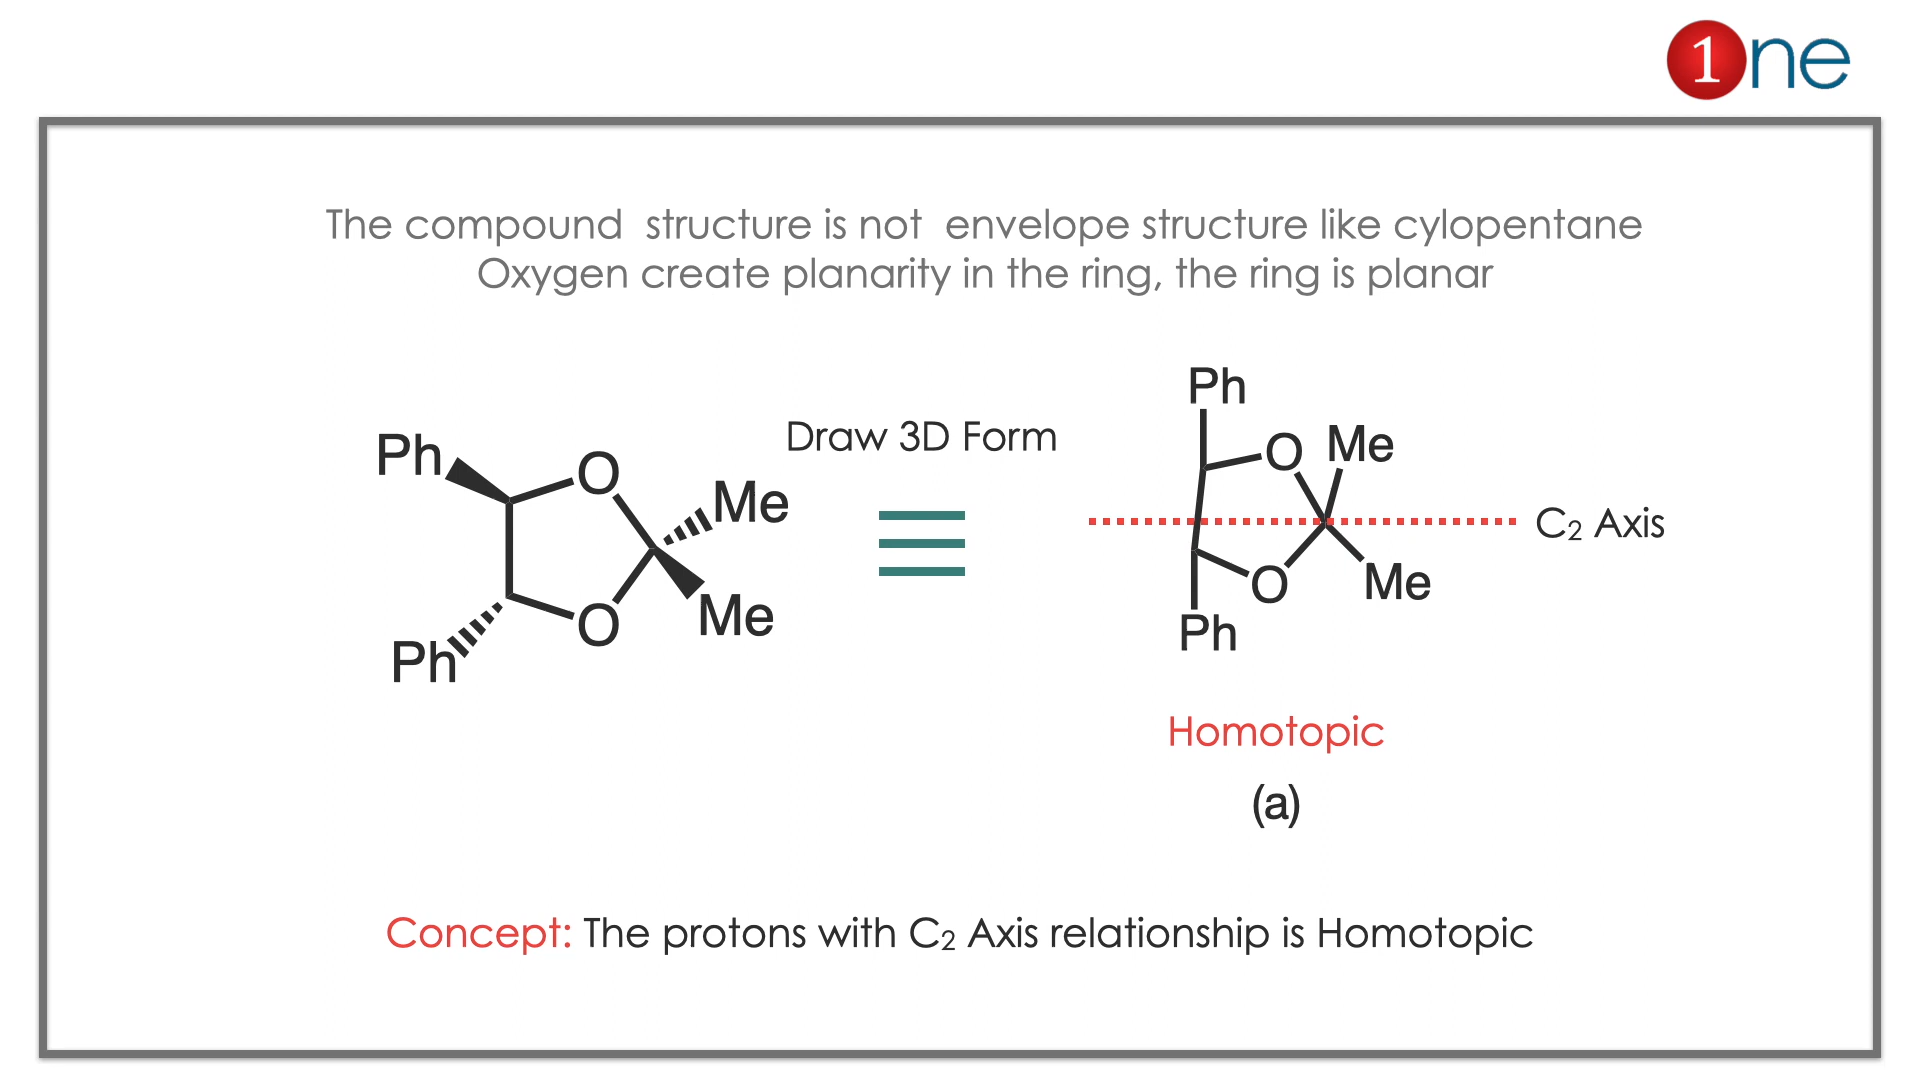 1ne
The compound structure is not envelope structure like cylopentane
Oxygen create planarity in the ring, the ring is planar
Ph
O
Me
Me
O
Ph
Draw 3D Form
Ph
O
Me
C₂ Axis
O
Me
Ph
Homotopic
(a)
Concept: The protons with C₂ Axis relationship is Homotopic